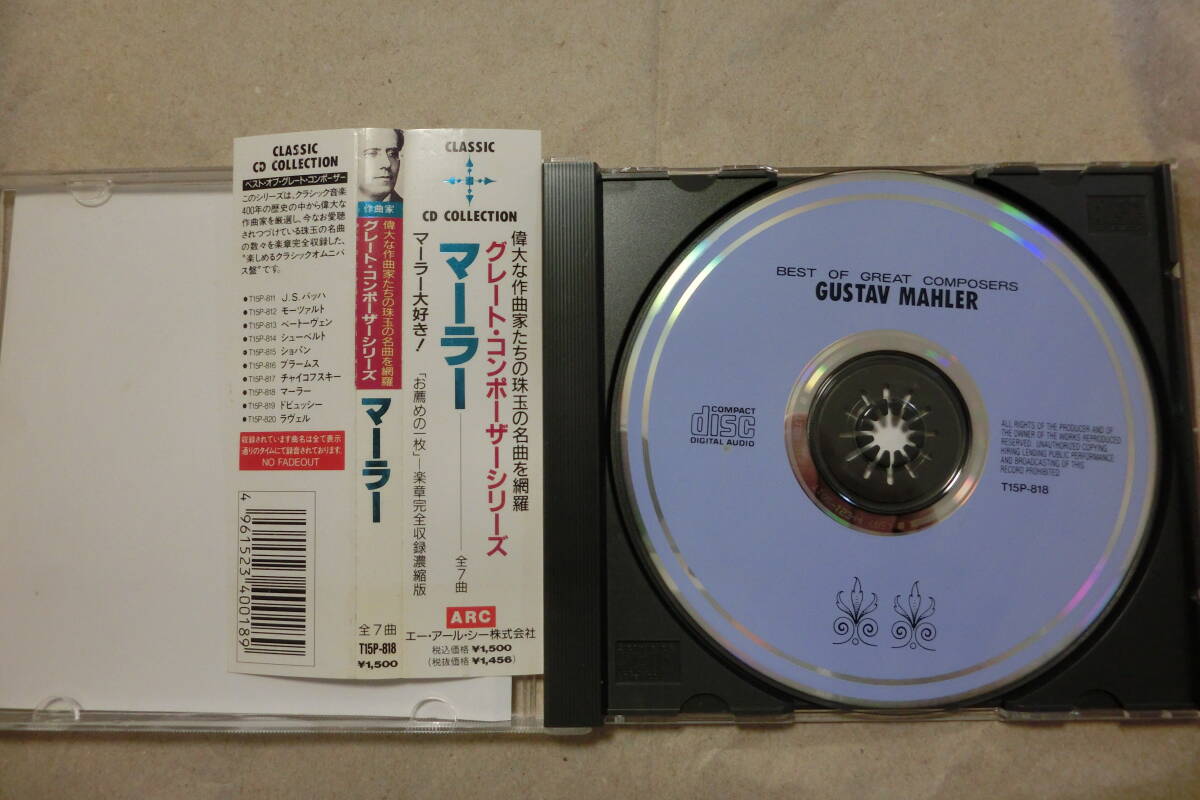 CLASSIC
CD COLLECTION
ベスト・オブ・グレート・コンポーザー
このシリーズは、クラシック音楽
400年の歴史の中から偉大な
作曲家を厳選し、今なお愛聴
されつづけている珠玉の名曲
の数々を楽章完全収録した、
“楽しめるクラシックオムニバ
ス盤”です。
●T15P-811 J.S.バッハ
●T15P-812 モーツァルト
●T15P-813 ベートーヴェン
●T15P-814 シューベルト
●T15P-815 ショパン
●T15P-816 ブラームス
●T15P-817 チャイコフスキー
●T15P-818 マーラー
●T15P-819 ドビュッシー
●T15P-820 ラヴェル
収録されています曲名は全て表示
通りのタイムにて録音されております。
NO FADEOUT
4 961523 400189
作曲家
偉大な作曲家たちの珠玉の名曲を網羅
グレート・コンポーザーシリーズ
マーラー
全7曲
T15P-818
¥1,500
CLASSIC
CD COLLECTION
偉大な作曲家たちの珠玉の名曲を網羅
グレート・コンポーザーシリーズ
マーラー
全7曲
マーラー大好き!
「お薦めの一枚」―楽章完全収録濃縮版
ARC
エー・アール・シー株式会社
税込価格 ¥1,500
(税抜価格 ¥1,456)
BEST OF GREAT COMPOSERS
GUSTAV MAHLER
COMPACT
disc
DIGITAL AUDIO
ALL RIGHTS OF THE PRODUCER AND OF
THE OWNER OF THE WORKS REPRODUCED
RESERVED. UNAUTHORIZED COPYING,
HIRING LENDING PUBLIC PERFORMANCE
AND BROADCASTING OF THIS
RECORD PROHIBITED.
T15P-818